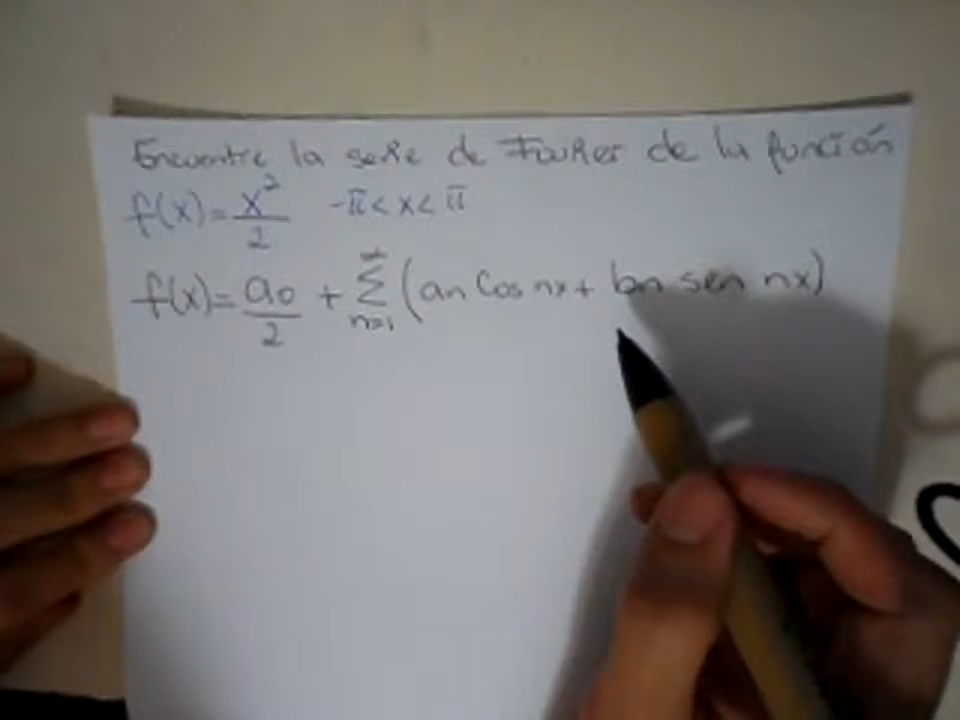 Encuentre la serie de Fourier de la función
f(x)=x²/2 -π<x<π
f(x)=a₀/2 + ∑_{n=1}^{∞} (an Cos nx + bn sen nx)